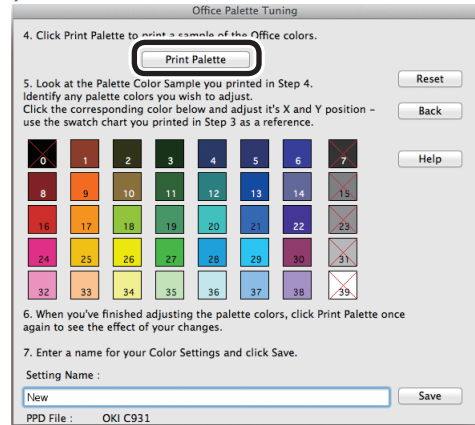 Office Palette Tuning
4. Click Print Palette to print a sample of the Office colors.
Print Palette
5. Look at the Palette Color Sample you printed in Step 4.
Identify any palette colors you wish to adjust.
Click the corresponding color below and adjust it's X and Y position –
use the swatch chart you printed in Step 3 as a reference.
Reset
Back
Help
0 1 2 3 4 5 6 7
8 9 10 11 12 13 14 15
16 17 18 19 20 21 22 23
24 25 26 27 28 29 30 31
32 33 34 35 36 37 38 39
6. When you've finished adjusting the palette colors, click Print Palette once
again to see the effect of your changes.
7. Enter a name for your Color Settings and click Save.
Setting Name :
New
Save
PPD File : OKI C931